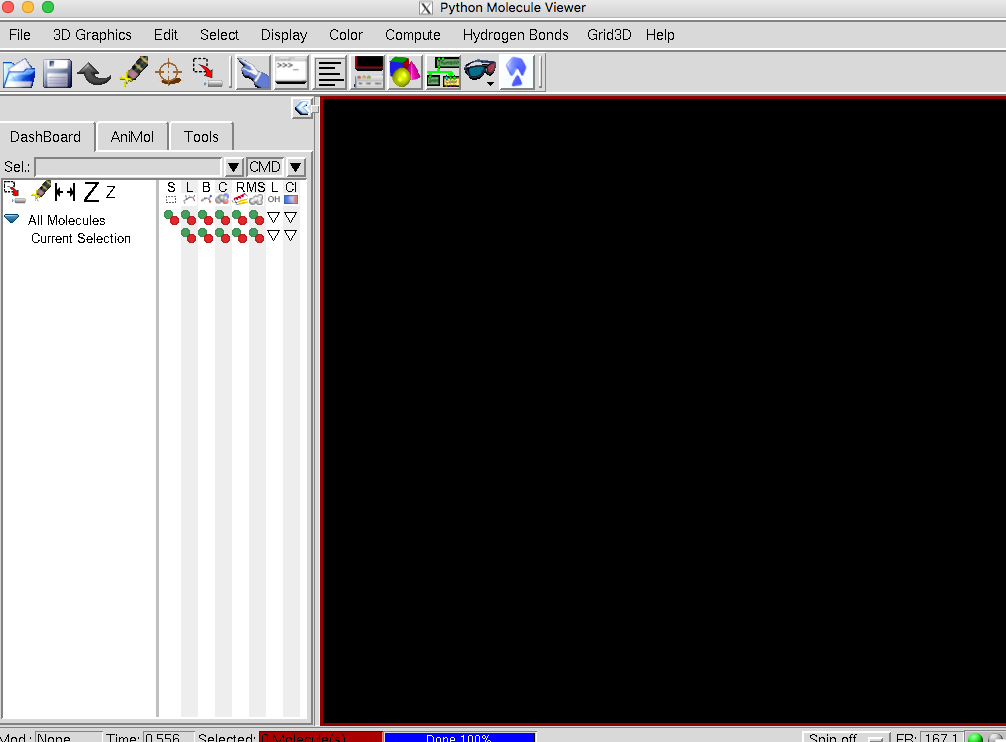 Python Molecule Viewer
File 3D Graphics Edit Select Display Color Compute Hydrogen Bonds Grid3D Help
>>>_
DashBoard AniMol Tools
Sel.: CMD
Z Z S L B C RMS L Cl
OH
All Molecules
Current Selection
Mod.: None Time: 0.556 Selected: 0 Molecule(s) Done 100% Spin off FR: 167.1